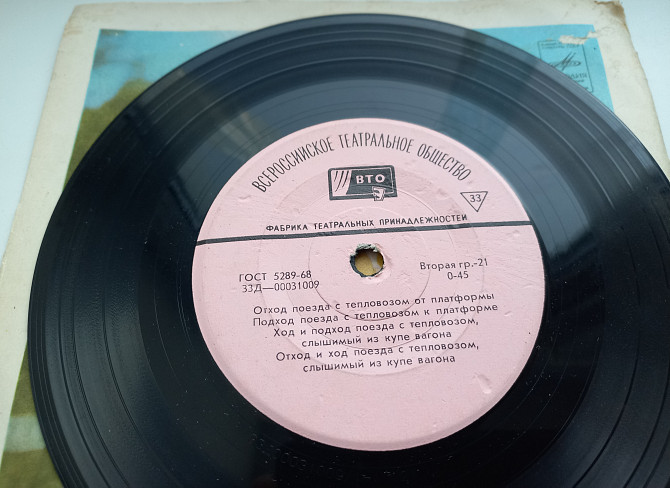 ВСЕРОССИЙСКОЕ ТЕАТРАЛЬНОЕ ОБЩЕСТВО
ВТО
33
ФАБРИКА ТЕАТРАЛЬНЫХ ПРИНАДЛЕЖНОСТЕЙ
ГОСТ 5289-68
33Д—00031009
Вторая гр.-21
0-45
Отход поезда с тепловозом от платформы
Подход поезда с тепловозом к платформе
Ход и подход поезда с тепловозом,
слышимый из купе вагона
Отход и ход поезда с тепловозом,
слышимый из купе вагона